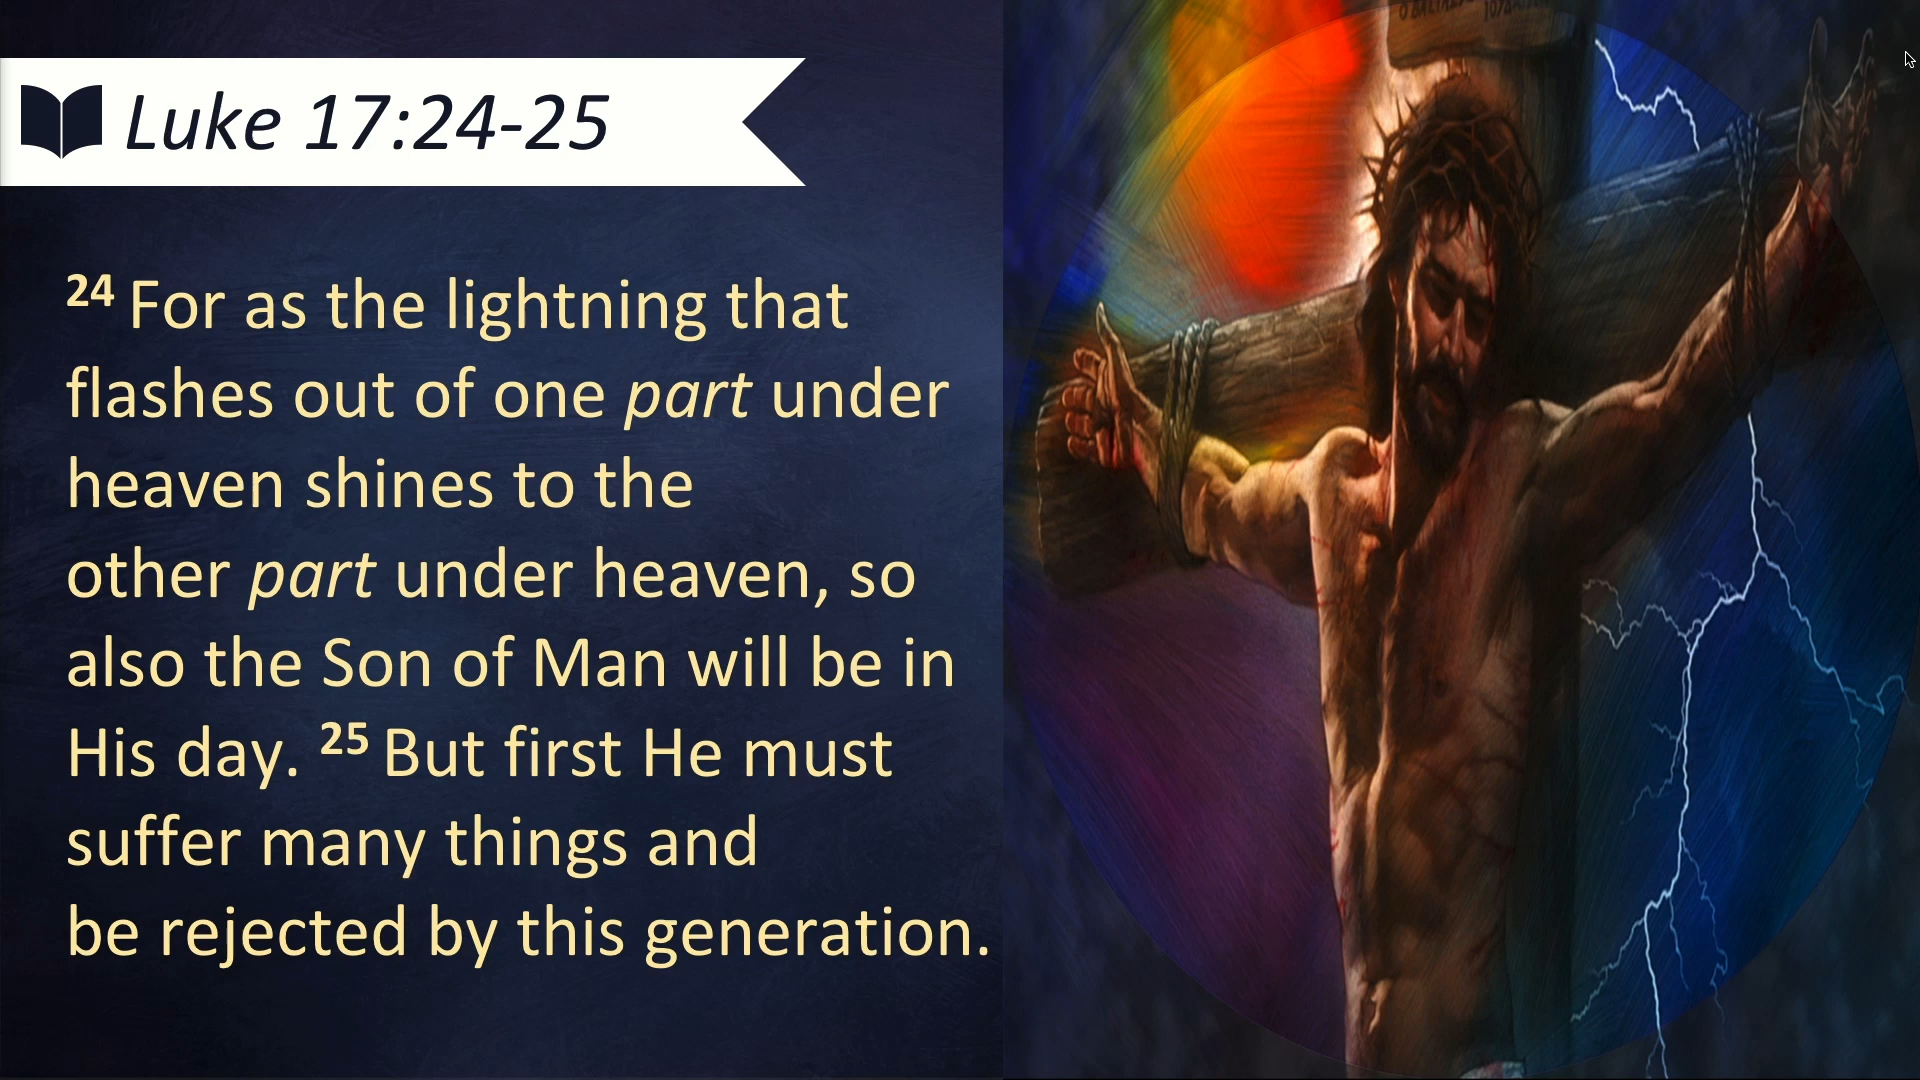 Luke 17:24-25
24 For as the lightning that
flashes out of one part under
heaven shines to the
other part under heaven, so
also the Son of Man will be in
His day. 25 But first He must
suffer many things and
be rejected by this generation.